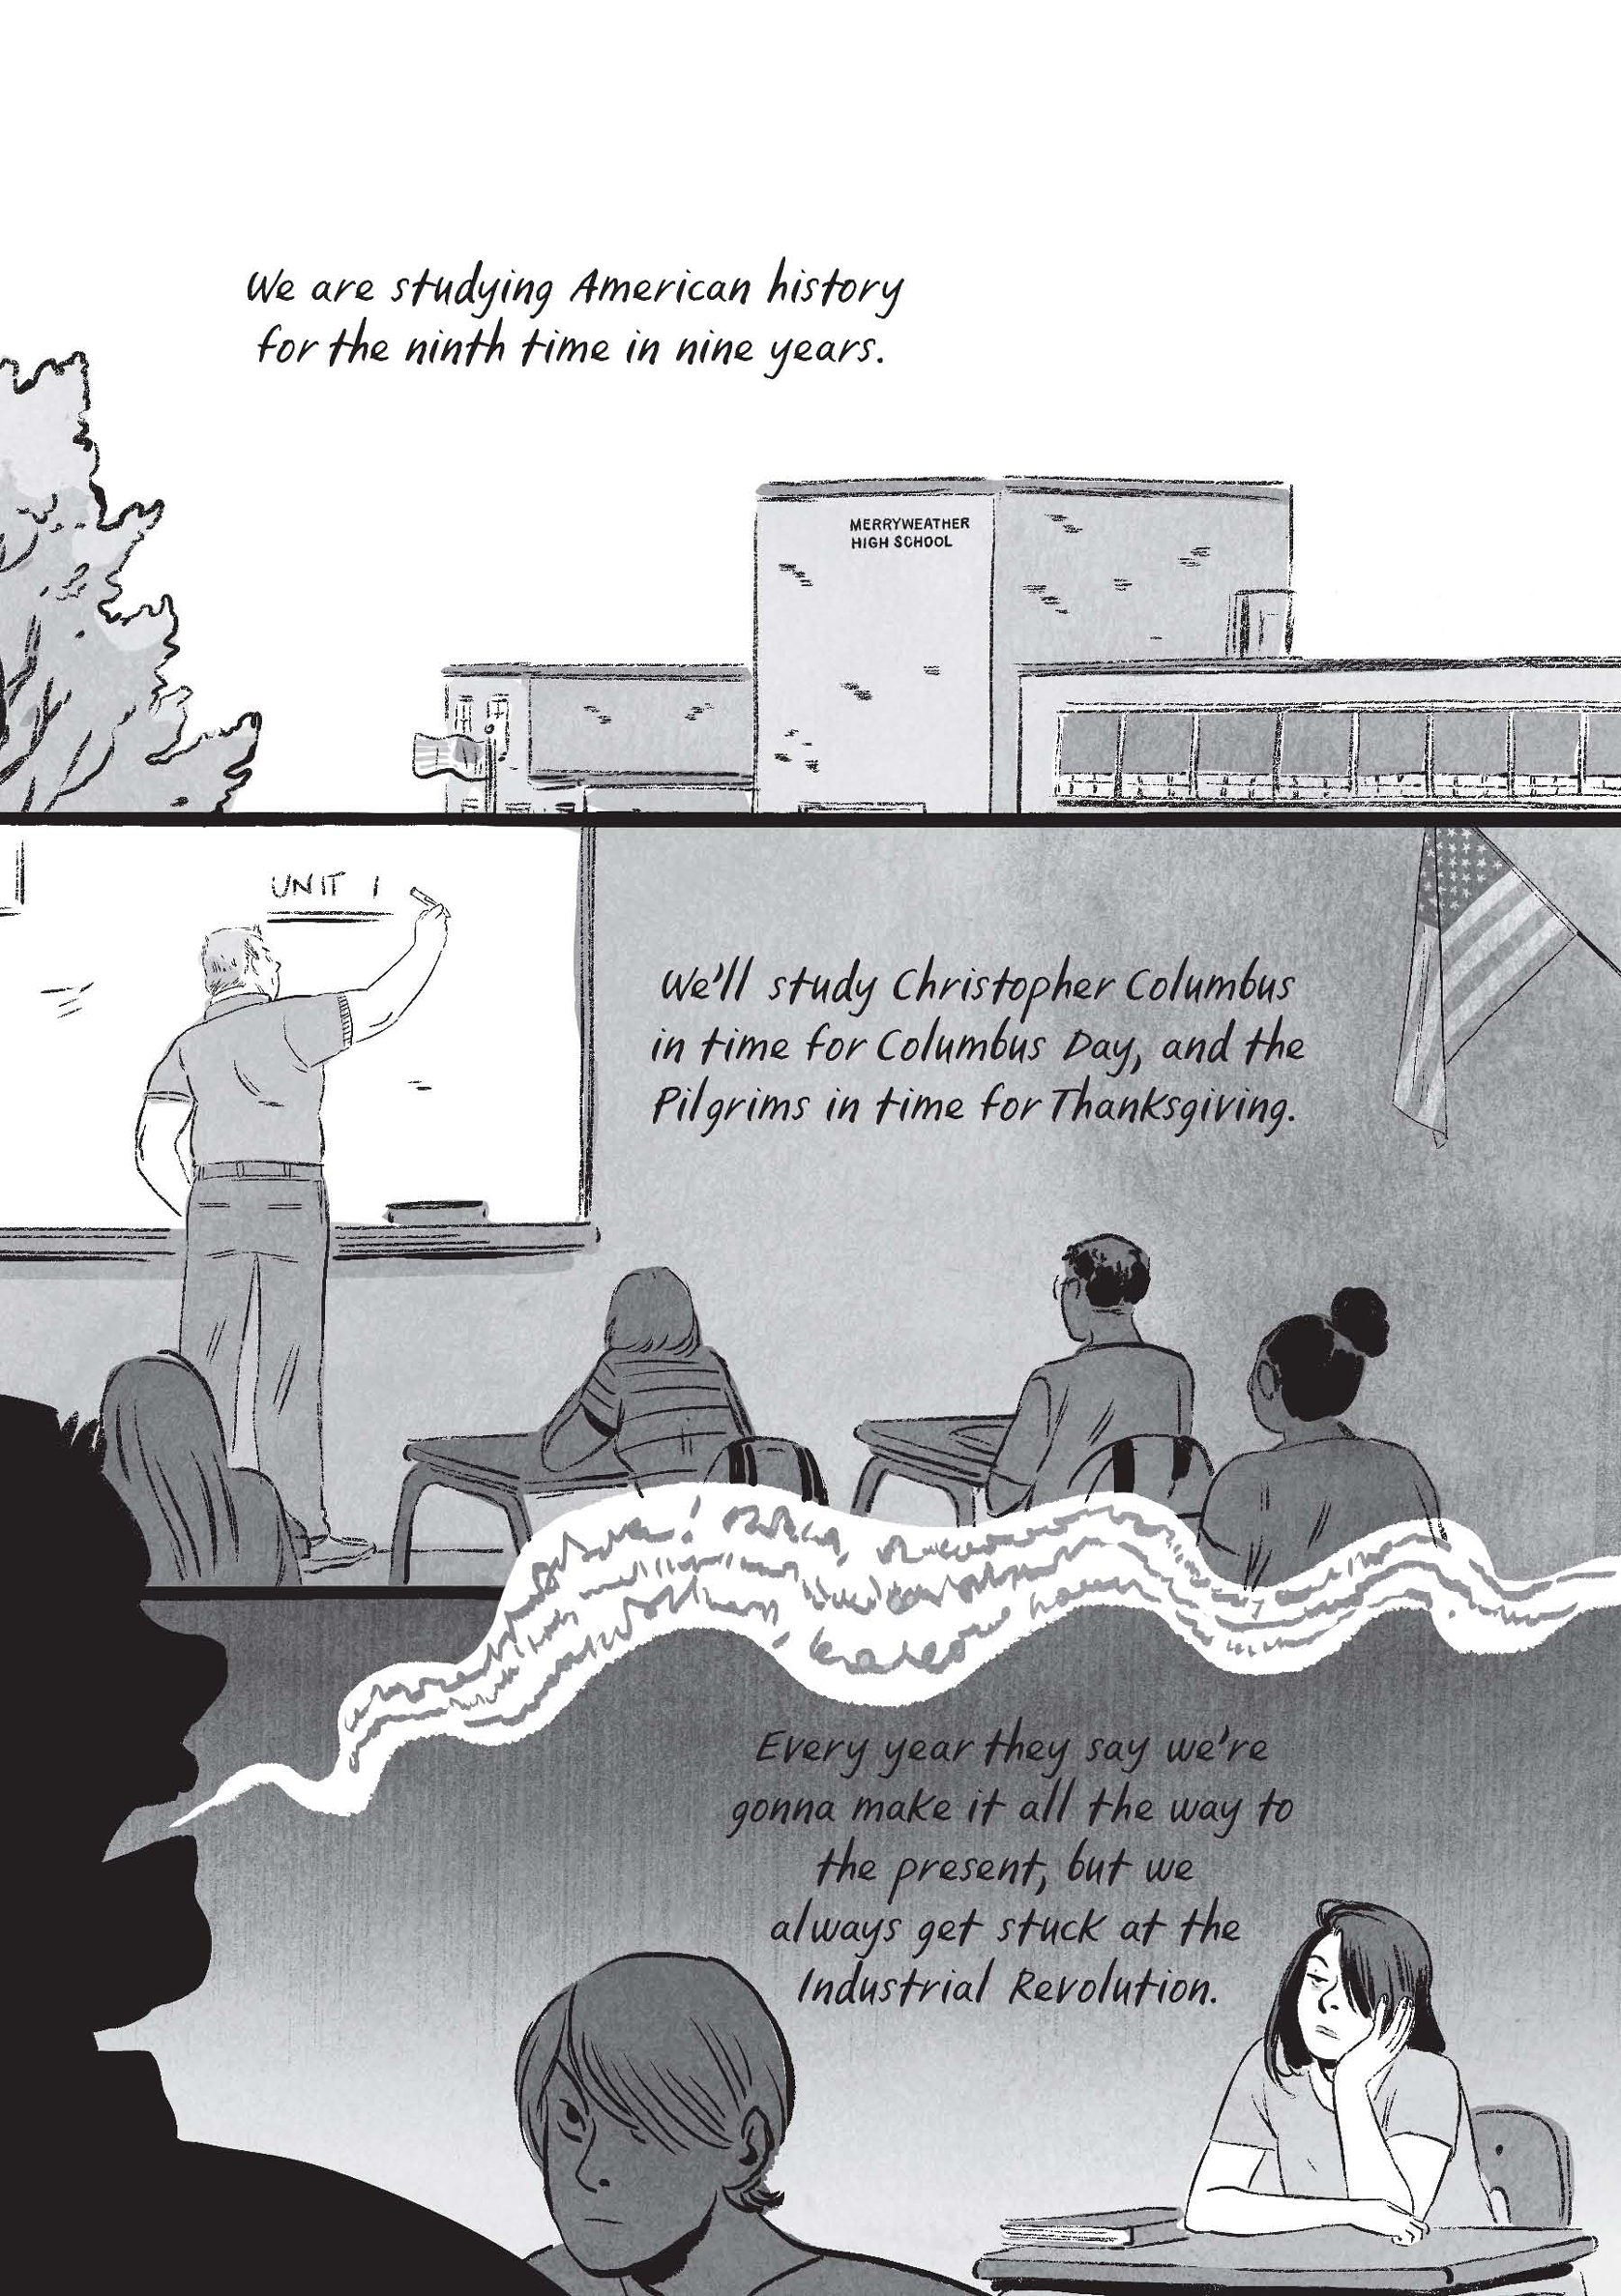 We are studying American history
for the ninth time in nine years.
MERRYWEATHER
HIGH SCHOOL
UNIT 1
We'll study Christopher Columbus
in time for Columbus Day, and the
Pilgrims in time for Thanksgiving.
Every year they say we're
gonna make it all the way to
the present, but we
always get stuck at the
Industrial Revolution.